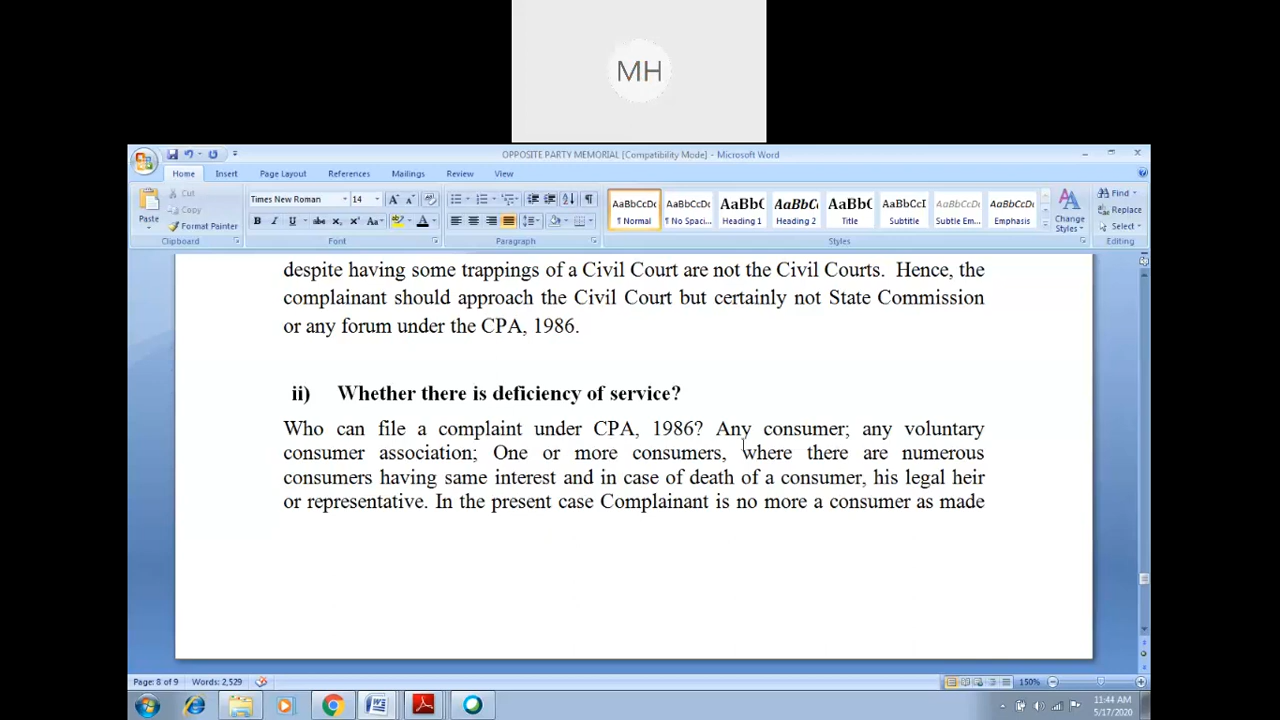 MH
OPPOSITE PARTY MEMORIAL [Compatibility Mode] - Microsoft Word
Home Insert Page Layout References Mailings Review View
Paste
Cut
Copy
Format Painter
Clipboard
Times New Roman 14
Font
Paragraph
AaBbCcDc ¶ Normal
AaBbCcDc ¶ No Spaci...
AaBbC Heading 1
AaBbCc Heading 2
AaBbC Title
AaBbCcI Subtitle
AaBbCcDc Subtle Em...
AaBbCcDc Emphasis
Change Styles
Styles
Find
Replace
Select
Editing
despite having some trappings of a Civil Court are not the Civil Courts. Hence, the
complainant should approach the Civil Court but certainly not State Commission
or any forum under the CPA, 1986.
ii) Whether there is deficiency of service?
Who can file a complaint under CPA, 1986? Any consumer; any voluntary
consumer association; One or more consumers, where there are numerous
consumers having same interest and in case of death of a consumer, his legal heir
or representative. In the present case Complainant is no more a consumer as made
Page: 8 of 9 Words: 2,529
150%
11:44 AM
5/17/2020